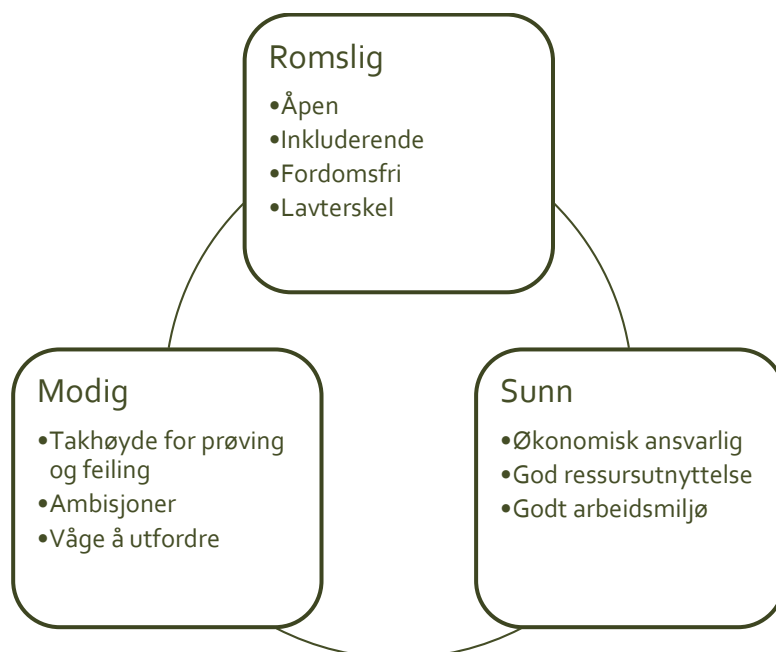 Romslig
•Åpen
•Inkluderende
•Fordomsfri
•Lavterskel
Modig
•Takhøyde for prøving
og feiling
•Ambisjoner
•Våge å utfordre
Sunn
•Økonomisk ansvarlig
•God ressursutnyttelse
•Godt arbeidsmiljø